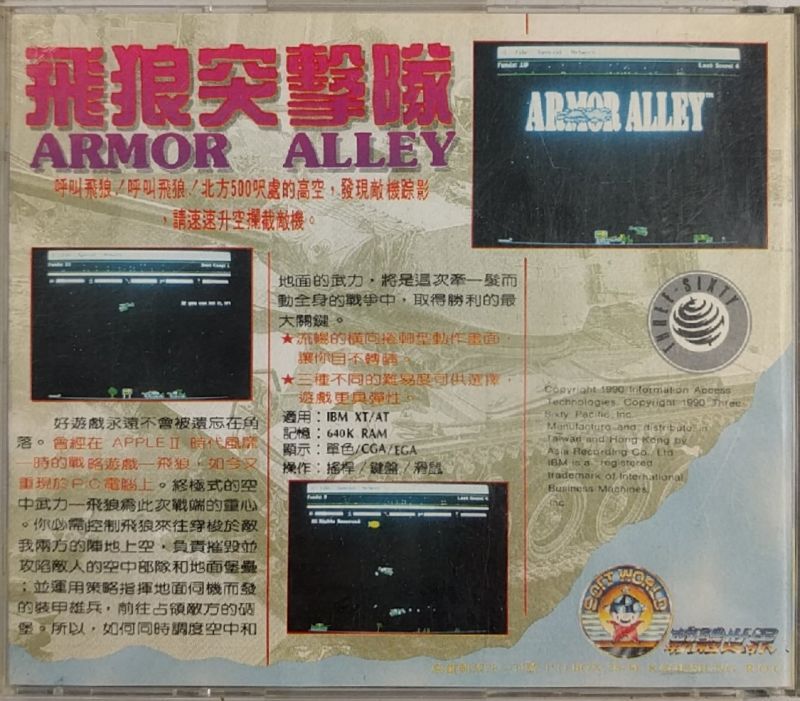 飛狼突擊隊
ARMOR ALLEY
呼叫飛狼！呼叫飛狼！北方500呎處的高空，發現敵機踪影
，請速速升空攔截敵機。
ARMOR ALLEY
THREE-SIXTY
好遊戲永遠不會被遺忘在角
落。曾經在 APPLE II 時代風靡
一時的戰略遊戲—飛狼，如今又
重現於P.C電腦上。終極式的空
中武力—飛狼為此次戰端的重心
。你必需控制飛狼來往穿梭於敵
我兩方的陣地上空，負責摧毀並
攻陷敵人的空中部隊和地面堡壘
；並運用策略指揮地面伺機而發
的裝甲雄兵，前往占領敵方的碉
堡。所以，如何同時調度空中和
地面的武力，將是這次牽一髮而
動全身的戰爭中，取得勝利的最
大關鍵。
★流暢的橫向捲軸型動作畫面，
讓你目不轉睛。
★三種不同的難易度可供選擇，
遊戲更具彈性。
適用：IBM XT/AT
記憶：640K RAM
顯示：單色/CGA/EGA
操作：搖桿/鍵盤/滑鼠
Copyright 1990 Information Access
Technologies. Copyright 1990 Three
Sixty Pacific, Inc.
Manufacture and distribute in
Taiwan and Hong Kong by
Asia Recording Co., Ltd
IBM is a registered
trademark of International
Business Machines,
Inc.
SOFT WORLD
軟體世界